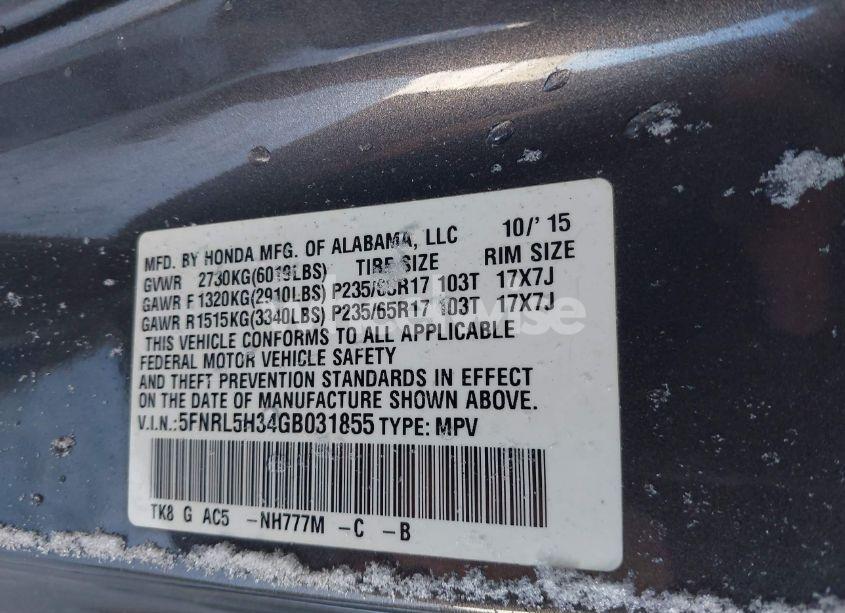 MFD. BY HONDA MFG. OF ALABAMA, LLC 10/' 15
GVWR 2730KG(6019LBS) TIRE SIZE RIM SIZE
GAWR F 1320KG(2910LBS) P235/65R17 103T 17X7J
GAWR R1515KG(3340LBS) P235/65R17 103T 17X7J
THIS VEHICLE CONFORMS TO ALL APPLICABLE
FEDERAL MOTOR VEHICLE SAFETY
AND THEFT PREVENTION STANDARDS IN EFFECT
ON THE DATE OF MANUFACTURE SHOWN ABOVE.
V.I.N.:5FNRL5H34GB031855 TYPE: MPV
TK8 G AC5 -NH777M -C -B